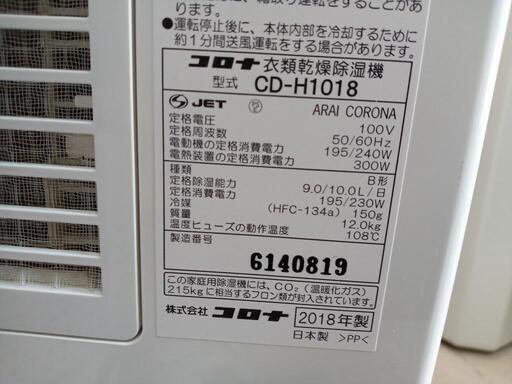 ります。
●運転停止後に、本体内部を冷却するために
約1分間送風運転をする場合があります。
コロナ 衣類乾燥除湿機
型式 CD-H1018
JET ARAI CORONA
定格電圧 100V
定格周波数 50/60Hz
電動機の定格消費電力 195/240W
電熱装置の定格消費電力 300W
種類 B形
定格除湿能力 9.0/10.0L/日
定格消費電力 195/230W
冷媒 (HFC-134a) 150g
質量 12.0kg
温度ヒューズの動作温度 108℃
製造番号
6140819
この家庭用除湿機には、CO₂(温暖化ガス)
215kgに相当するフロン類が封入されています。
株式会社 コロナ 2018年製
日本製 >PP<